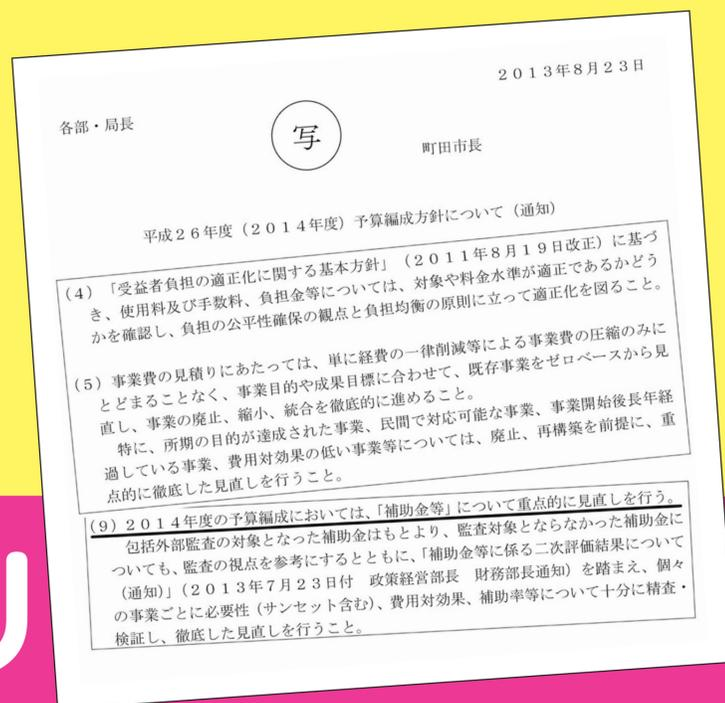 2013年8月23日
各部・局長
写
町田市長
平成26年度（2014年度）予算編成方針について（通知）
（4）「受益者負担の適正化に関する基本方針」（2011年8月19日改正）に基づ
き、使用料及び手数料、負担金等については、対象や料金水準が適正であるかどう
かを確認し、負担の公平性確保の観点と負担均衡の原則に立って適正化を図ること。
（5）事業費の見積りにあたっては、単に経費の一律削減等による事業費の圧縮のみに
とどまることなく、事業目的や成果目標に合わせて、既存事業をゼロベースから見
直し、事業の廃止、縮小、統合を徹底的に進めること。
特に、所期の目的が達成された事業、民間で対応可能な事業、事業開始後長年経
過している事業、費用対効果の低い事業等については、廃止、再構築を前提に、重
点的に徹底した見直しを行うこと。
（9）2014年度の予算編成においては、「補助金等」について重点的に見直しを行う。
包括外部監査の対象となった補助金はもとより、監査対象とならなかった補助金に
ついても、監査の視点を参考にするとともに、「補助金等に係る二次評価結果について
（通知）」（2013年7月23日付　政策経営部長　財務部長通知）を踏まえ、個々
の事業ごとに必要性（サンセット含む）、費用対効果、補助率等について十分に精査・
検証し、徹底した見直しを行うこと。